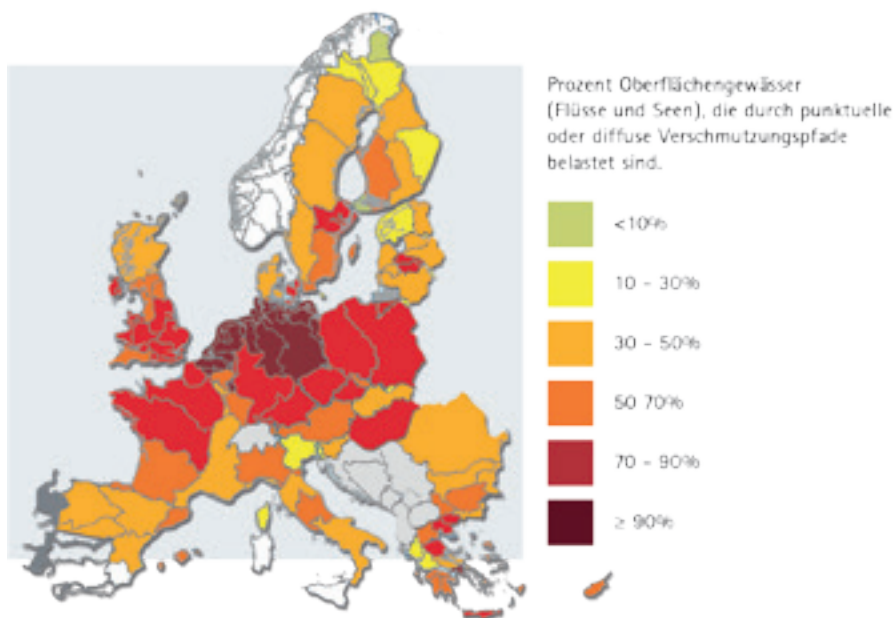 Prozent Oberflächengewässer
(Flüsse und Seen), die durch punktuelle
oder diffuse Verschmutzungspfade
belastet sind.
<10%
10 - 30%
30 - 50%
50 70%
70 - 90%
≥ 90%